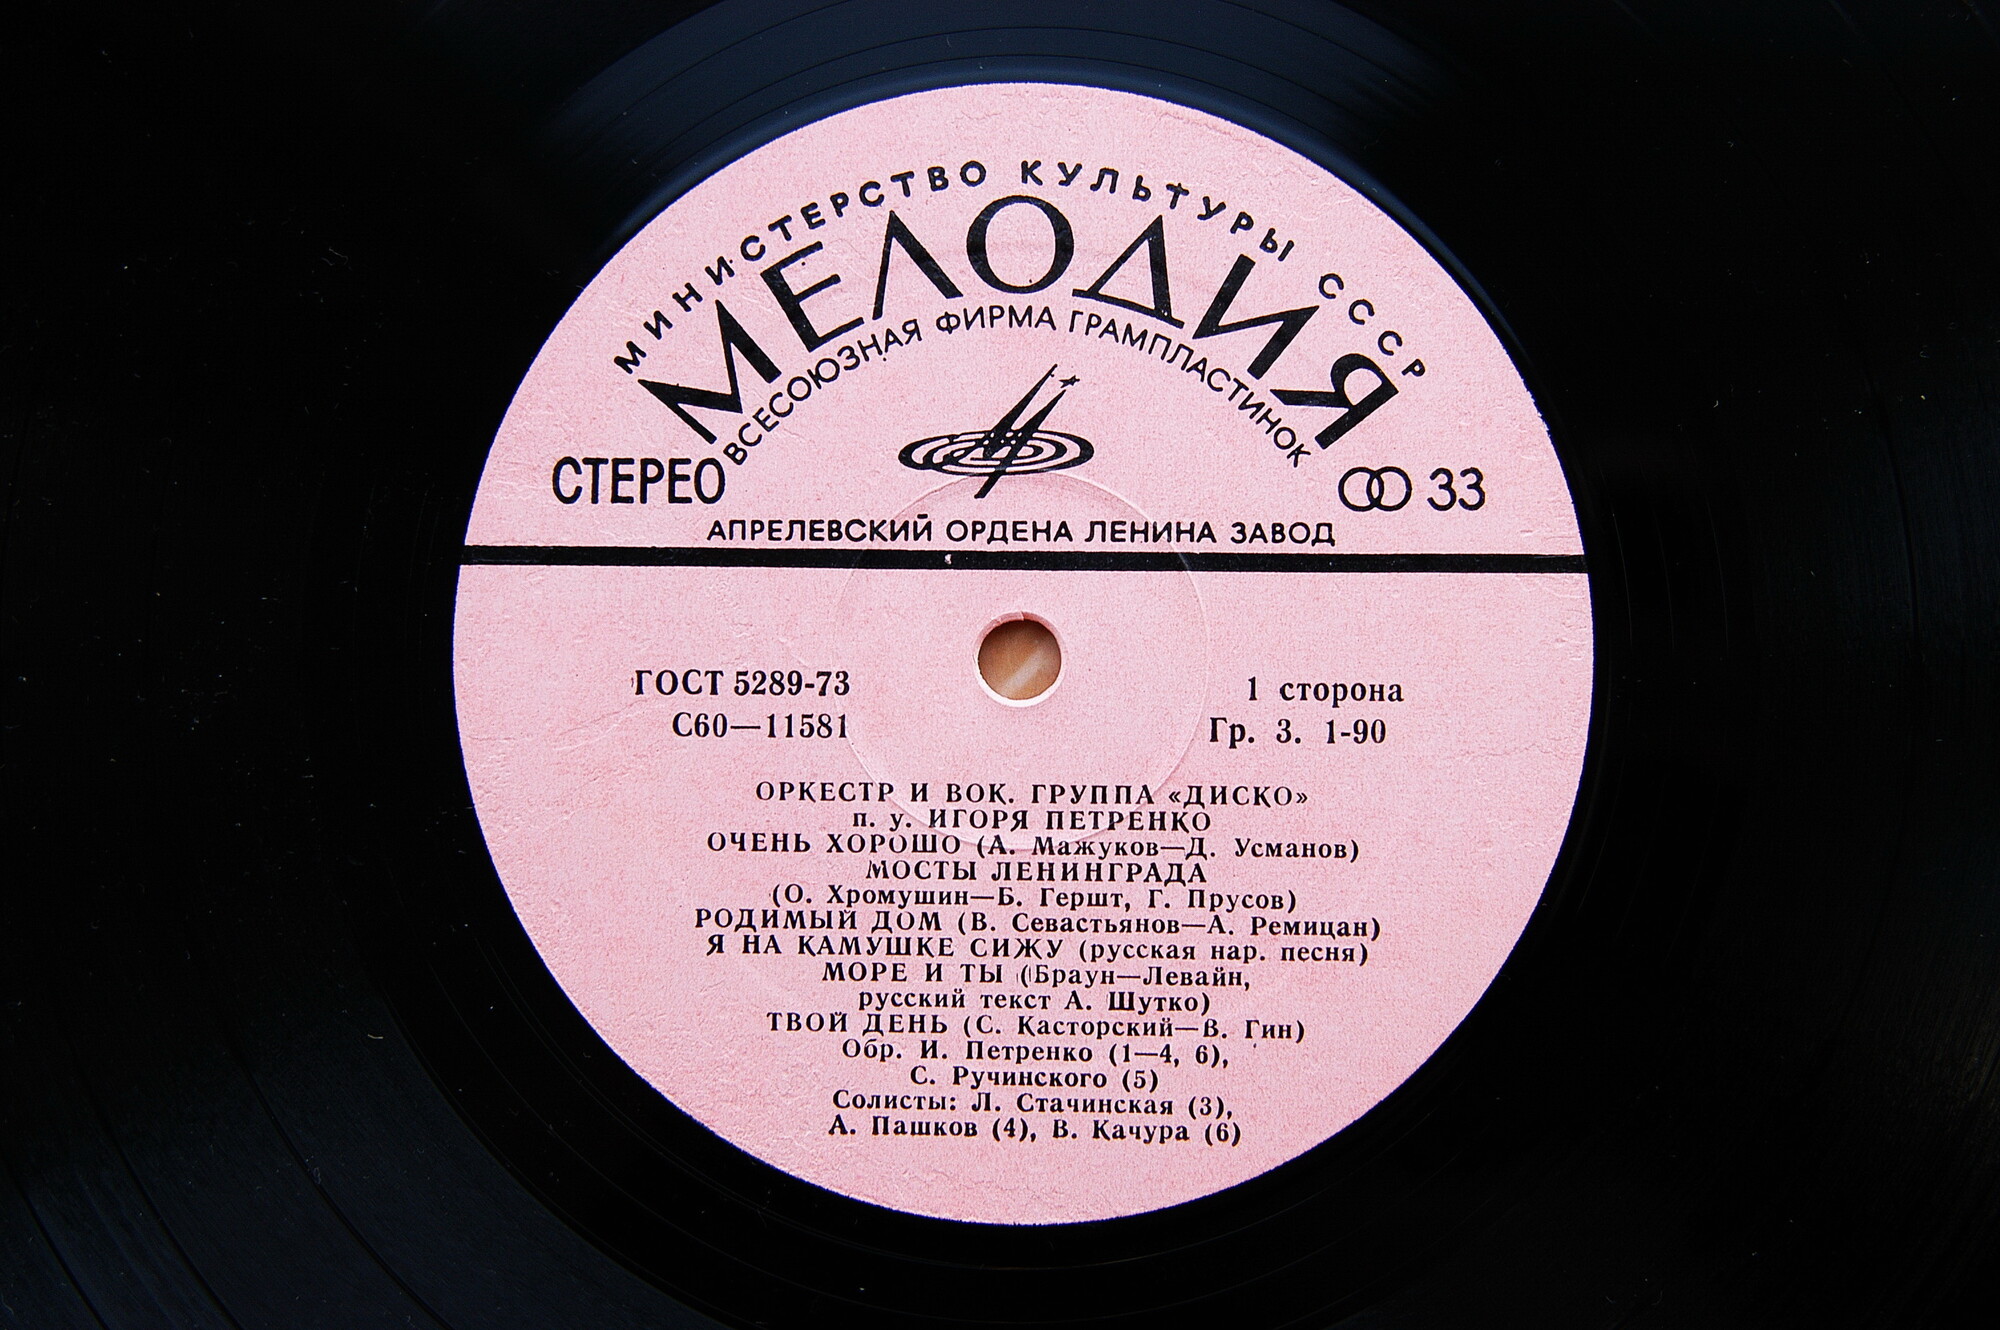 МИНИСТЕРСТВО КУЛЬТУРЫ СССР
МЕЛОДИЯ
ВСЕСОЮЗНАЯ ФИРМА ГРАМПЛАСТИНОК
СТЕРЕО
33
АПРЕЛЕВСКИЙ ОРДЕНА ЛЕНИНА ЗАВОД
ГОСТ 5289-73
С60—11581
1 сторона
Гр. 3. 1-90
ОРКЕСТР И ВОК. ГРУППА «ДИСКО»
п. у. ИГОРЯ ПЕТРЕНКО
ОЧЕНЬ ХОРОШО (А. Мажуков—Д. Усманов)
МОСТЫ ЛЕНИНГРАДА
(О. Хромушин—Б. Гершт, Г. Прусов)
РОДИМЫЙ ДОМ (В. Севастьянов—А. Ремицан)
Я НА КАМУШКЕ СИЖУ (русская нар. песня)
МОРЕ И ТЫ (Браун—Левайн,
русский текст А. Шутко)
ТВОЙ ДЕНЬ (С. Касторский—В. Гин)
Обр. И. Петренко (1—4, 6),
С. Ручинского (5)
Солисты: Л. Стачинская (3),
А. Пашков (4), В. Качура (6)